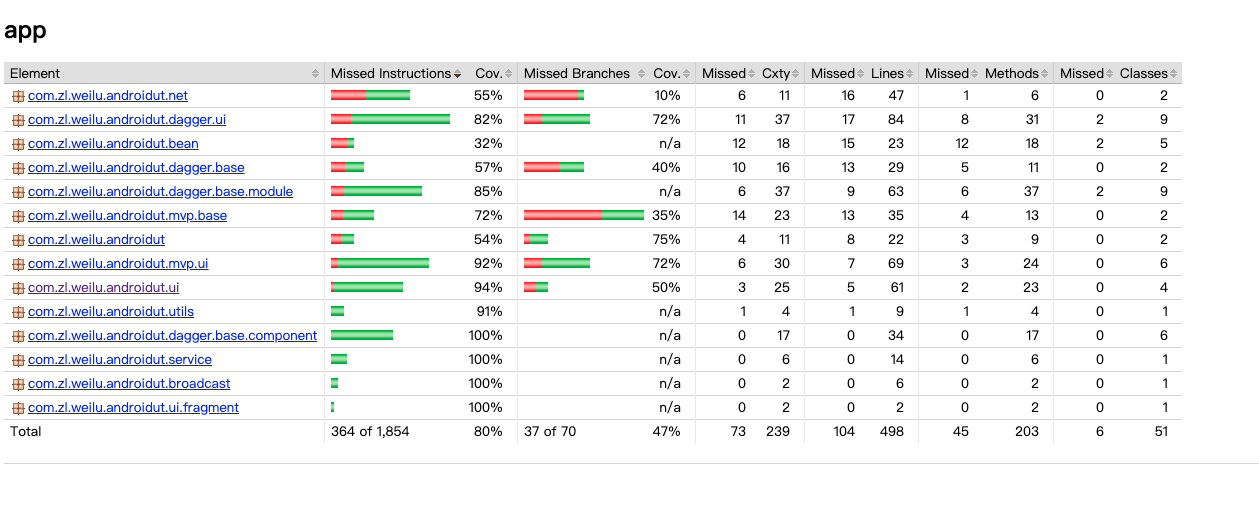 app
Element Missed Instructions Cov. Missed Branches Cov. Missed Cxty Missed Lines Missed Methods Missed Classes
com.zl.weilu.androidut.net 55% 10% 6 11 16 47 1 6 0 2
com.zl.weilu.androidut.dagger.ui 82% 72% 11 37 17 84 8 31 2 9
com.zl.weilu.androidut.bean 32% n/a 12 18 15 23 12 18 2 5
com.zl.weilu.androidut.dagger.base 57% 40% 10 16 13 29 5 11 0 2
com.zl.weilu.androidut.dagger.base.module 85% n/a 6 37 9 63 6 37 2 9
com.zl.weilu.androidut.mvp.base 72% 35% 14 23 13 35 4 13 0 2
com.zl.weilu.androidut 54% 75% 4 11 8 22 3 9 0 2
com.zl.weilu.androidut.mvp.ui 92% 72% 6 30 7 69 3 24 0 6
com.zl.weilu.androidut.ui 94% 50% 3 25 5 61 2 23 0 4
com.zl.weilu.androidut.utils 91% n/a 1 4 1 9 1 4 0 1
com.zl.weilu.androidut.dagger.base.component 100% n/a 0 17 0 34 0 17 0 6
com.zl.weilu.androidut.service 100% n/a 0 6 0 14 0 6 0 1
com.zl.weilu.androidut.broadcast 100% n/a 0 2 0 6 0 2 0 1
com.zl.weilu.androidut.ui.fragment 100% n/a 0 2 0 2 0 2 0 1
Total 364 of 1,854 80% 37 of 70 47% 73 239 104 498 45 203 6 51